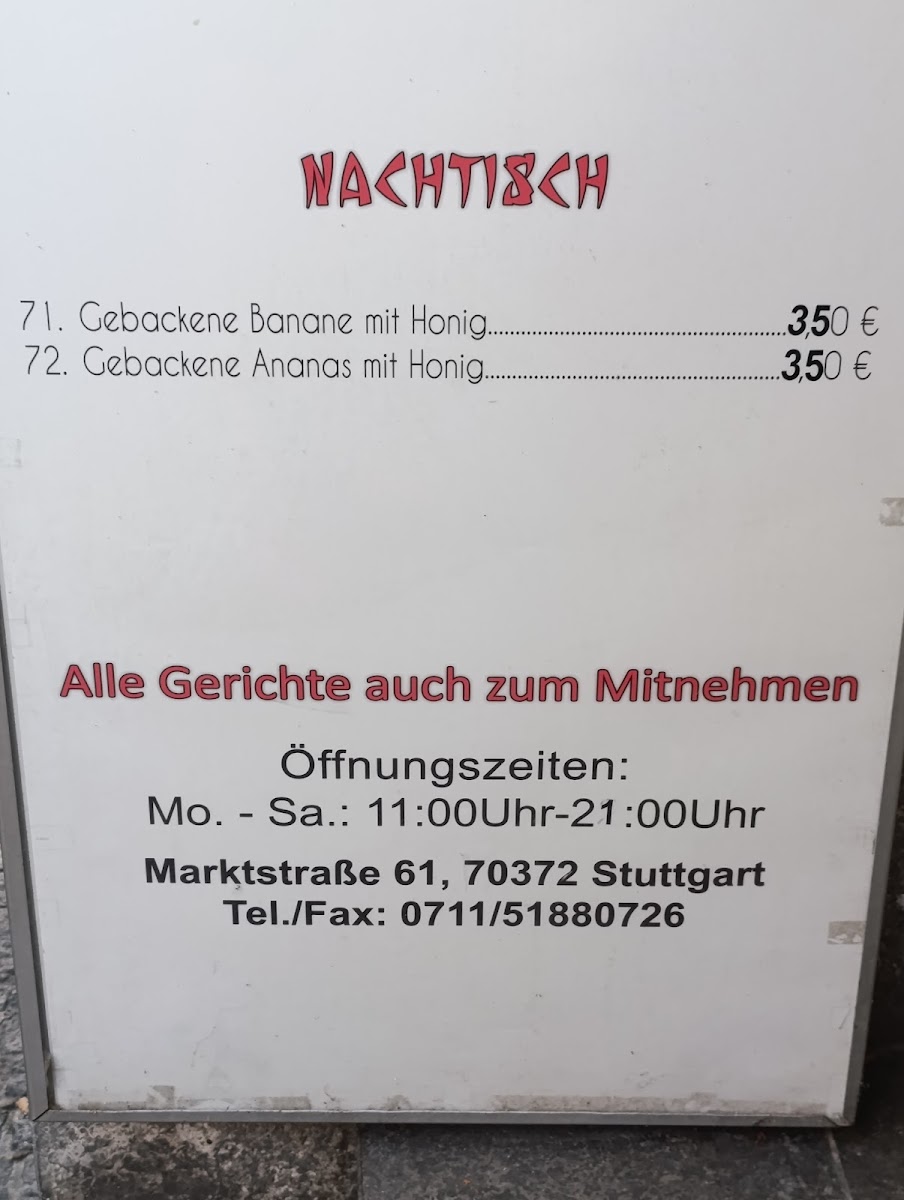 NACHTISCH
71. Gebackene Banane mit Honig..........................................................3,50 €
72. Gebackene Ananas mit Honig..........................................................3,50 €
Alle Gerichte auch zum Mitnehmen
Öffnungszeiten:
Mo. - Sa.: 11:00Uhr-21:00Uhr
Marktstraße 61, 70372 Stuttgart
Tel./Fax: 0711/51880726